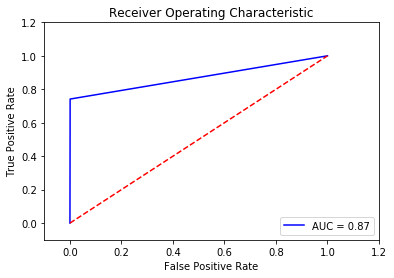 Receiver Operating Characteristic
1.2
1.0
0.8
0.6
0.4
0.2
0.0
True Positive Rate
AUC = 0.87
0.0 0.2 0.4 0.6 0.8 1.0 1.2
False Positive Rate